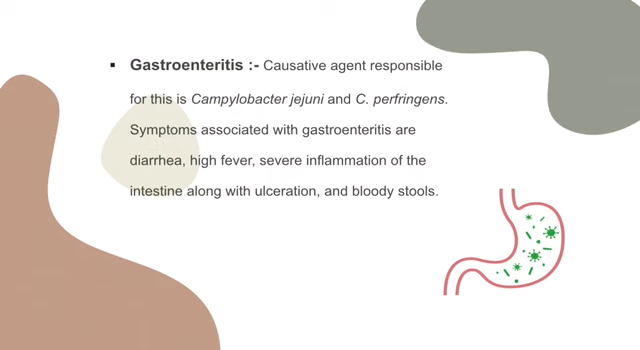 ▪ Gastroenteritis :- Causative agent responsible
for this is Campylobacter jejuni and C. perfringens.
Symptoms associated with gastroenteritis are
diarrhea, high fever, severe inflammation of the
intestine along with ulceration, and bloody stools.